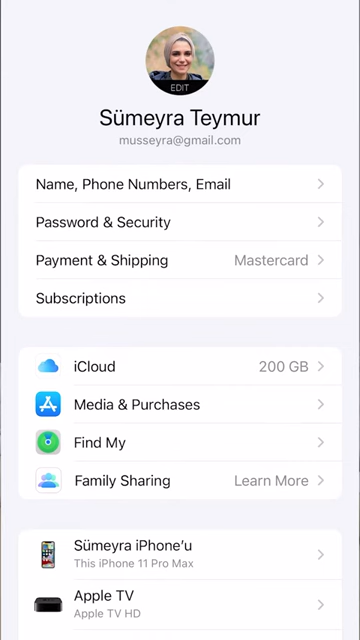 EDIT
Sümeyra Teymur
musseyra@gmail.com
Name, Phone Numbers, Email
Password & Security
Payment & Shipping Mastercard
Subscriptions
iCloud 200 GB
Media & Purchases
Find My
Family Sharing Learn More
Sümeyra iPhone'u
This iPhone 11 Pro Max
Apple TV
Apple TV HD